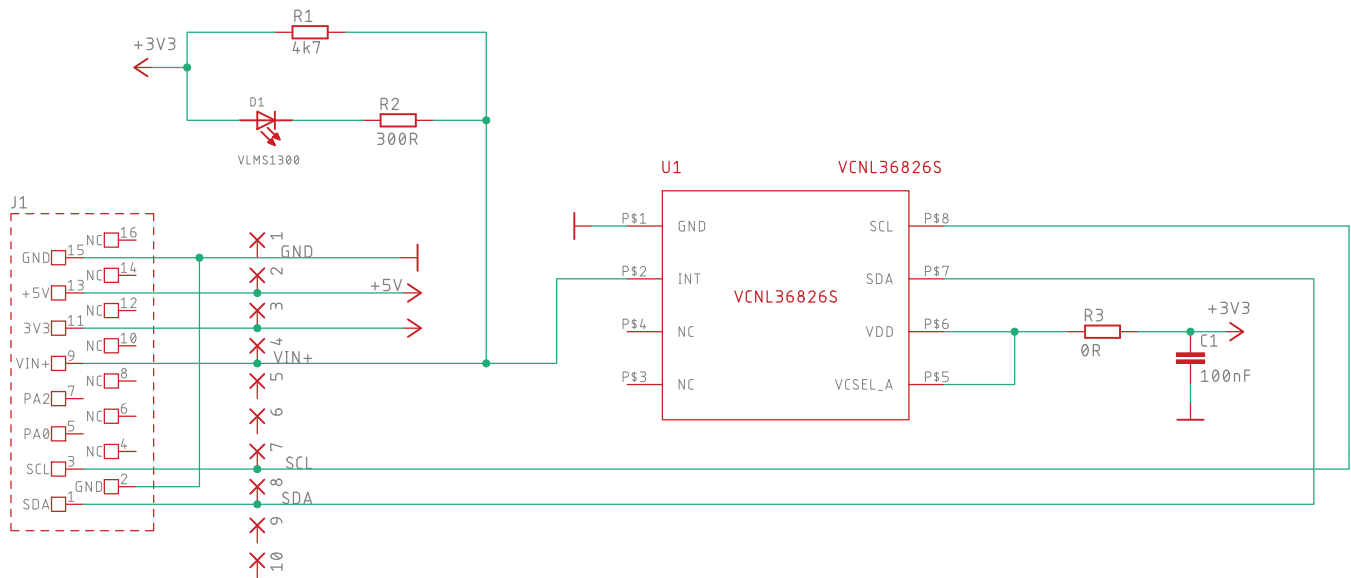 R1
4k7
+3V3
D1
VLMS1300
R2
300R
J1
NC 16
GND 15
NC 14
+5V 13
NC 12
3V3 11
NC 10
VIN+ 9
NC 8
PA2 7
NC 6
PA0 5
NC 4
SCL 3
GND 2
SDA 1
1
GND
2
+5V
3
4
VIN+
5
6
7
SCL
8
SDA
9
10
U1
VCNL36826S
P$1 GND
P$2 INT
P$4 NC
P$3 NC
VCNL36826S
SCL P$8
SDA P$7
VDD P$6
VCSEL_A P$5
R3
0R
+3V3
C1
100nF